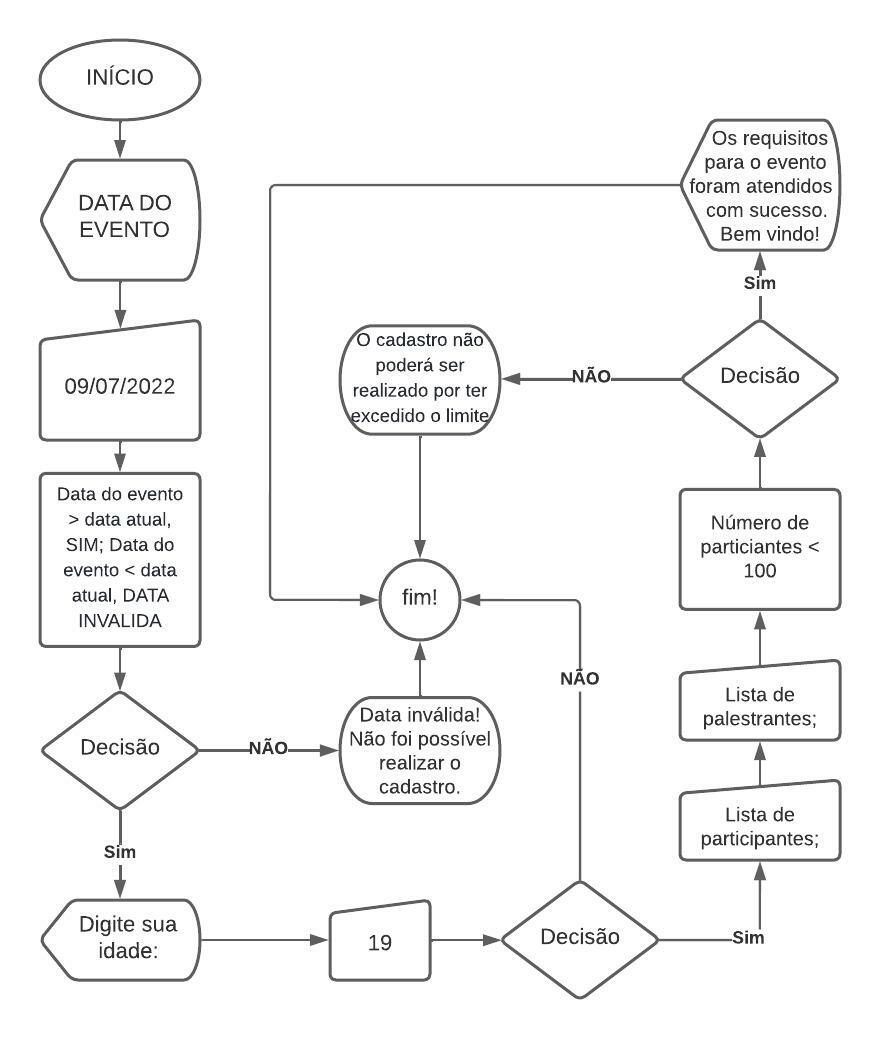 INÍCIO
DATA DO
EVENTO
09/07/2022
Data do evento
> data atual,
SIM; Data do
evento < data
atual, DATA
INVALIDA
Decisão
NÃO
Data inválida!
Não foi possível
realizar o
cadastro.
Sim
Digite sua
idade:
19
Decisão
NÃO
fim!
Sim
Lista de
participantes;
Lista de
palestrantes;
Número de
particiantes <
100
Decisão
NÃO
O cadastro não
poderá ser
realizado por ter
excedido o limite
Sim
Os requisitos
para o evento
foram atendidos
com sucesso.
Bem vindo!